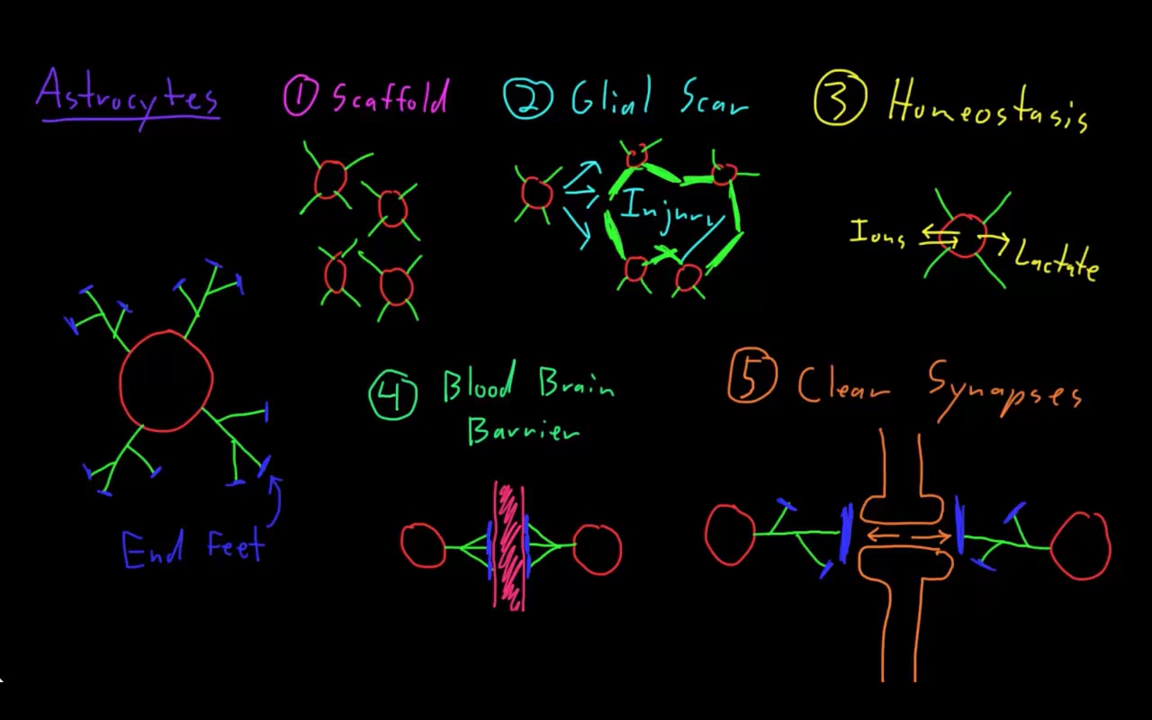 Astrocytes
① Scaffold
② Glial Scar
Injury
③ Homeostasis
Ions
Lactate
④ Blood Brain
Barrier
⑤ Clear Synapses
End Feet